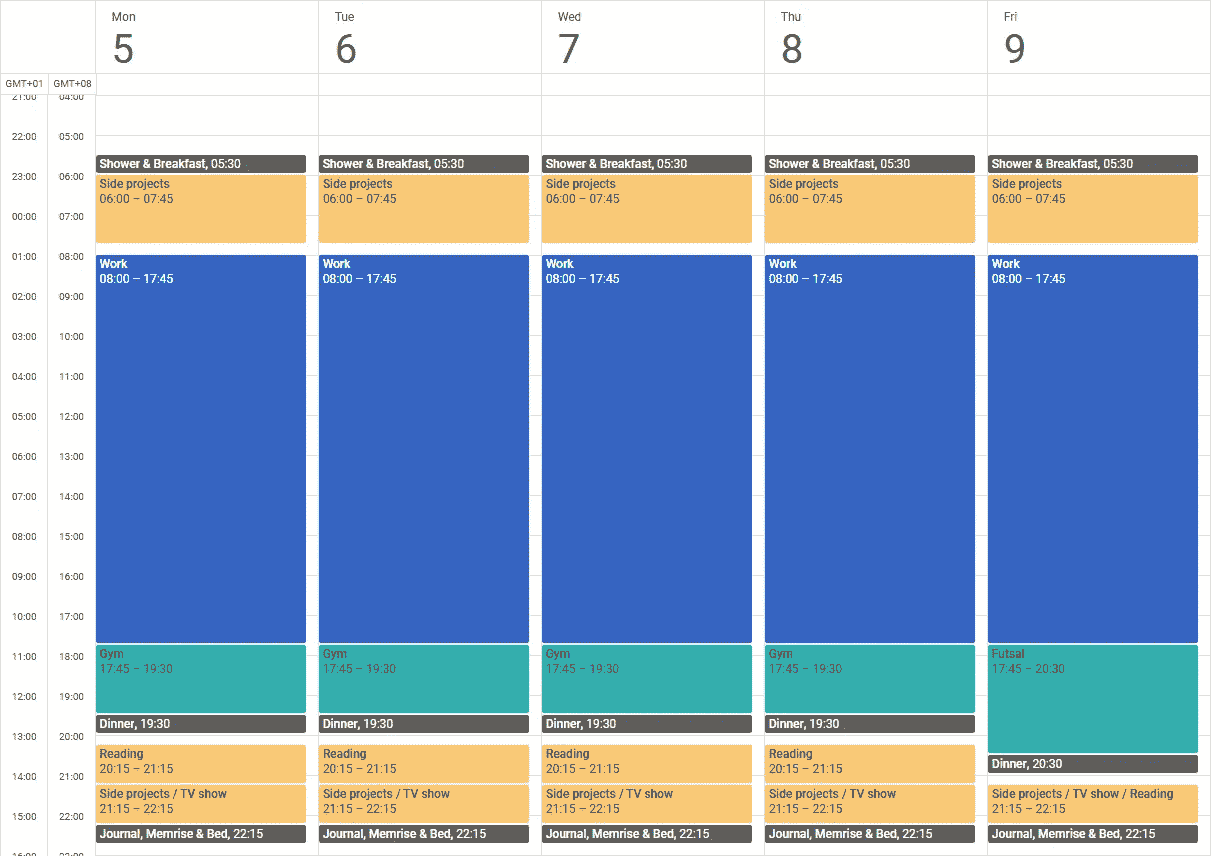 Mon
Tue
Wed
Thu
Fri
5
6
7
8
9
GMT+01 GMT+08
21:00 04:00
22:00 05:00
Shower & Breakfast, 05:30
Shower & Breakfast, 05:30
Shower & Breakfast, 05:30
Shower & Breakfast, 05:30
Shower & Breakfast, 05:30
23:00 06:00
Side projects
06:00 – 07:45
Side projects
06:00 – 07:45
Side projects
06:00 – 07:45
Side projects
06:00 – 07:45
Side projects
06:00 – 07:45
00:00 07:00
01:00 08:00
Work
08:00 – 17:45
Work
08:00 – 17:45
Work
08:00 – 17:45
Work
08:00 – 17:45
Work
08:00 – 17:45
02:00 09:00
03:00 10:00
04:00 11:00
05:00 12:00
06:00 13:00
07:00 14:00
08:00 15:00
09:00 16:00
10:00 17:00
11:00 18:00
Gym
17:45 – 19:30
Gym
17:45 – 19:30
Gym
17:45 – 19:30
Gym
17:45 – 19:30
Futsal
17:45 – 20:30
12:00 19:00
Dinner, 19:30
Dinner, 19:30
Dinner, 19:30
Dinner, 19:30
13:00 20:00
Reading
20:15 – 21:15
Reading
20:15 – 21:15
Reading
20:15 – 21:15
Reading
20:15 – 21:15
Dinner, 20:30
14:00 21:00
Side projects / TV show
21:15 – 22:15
Side projects / TV show
21:15 – 22:15
Side projects / TV show
21:15 – 22:15
Side projects / TV show
21:15 – 22:15
Side projects / TV show / Reading
21:15 – 22:15
15:00 22:00
Journal, Memrise & Bed, 22:15
Journal, Memrise & Bed, 22:15
Journal, Memrise & Bed, 22:15
Journal, Memrise & Bed, 22:15
Journal, Memrise & Bed, 22:15
16:00 23:00